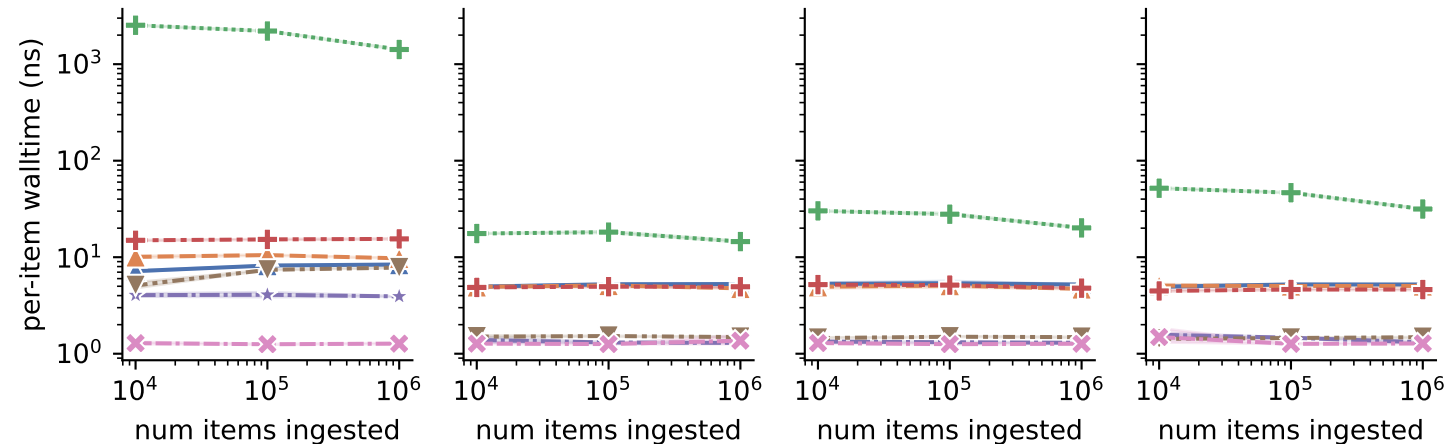 per-item walltime (ns)
10³
10²
10¹
10⁰
10⁴ 10⁵ 10⁶ 10⁴ 10⁵ 10⁶ 10⁴ 10⁵ 10⁶ 10⁴ 10⁵ 10⁶
num items ingested num items ingested num items ingested num items ingested